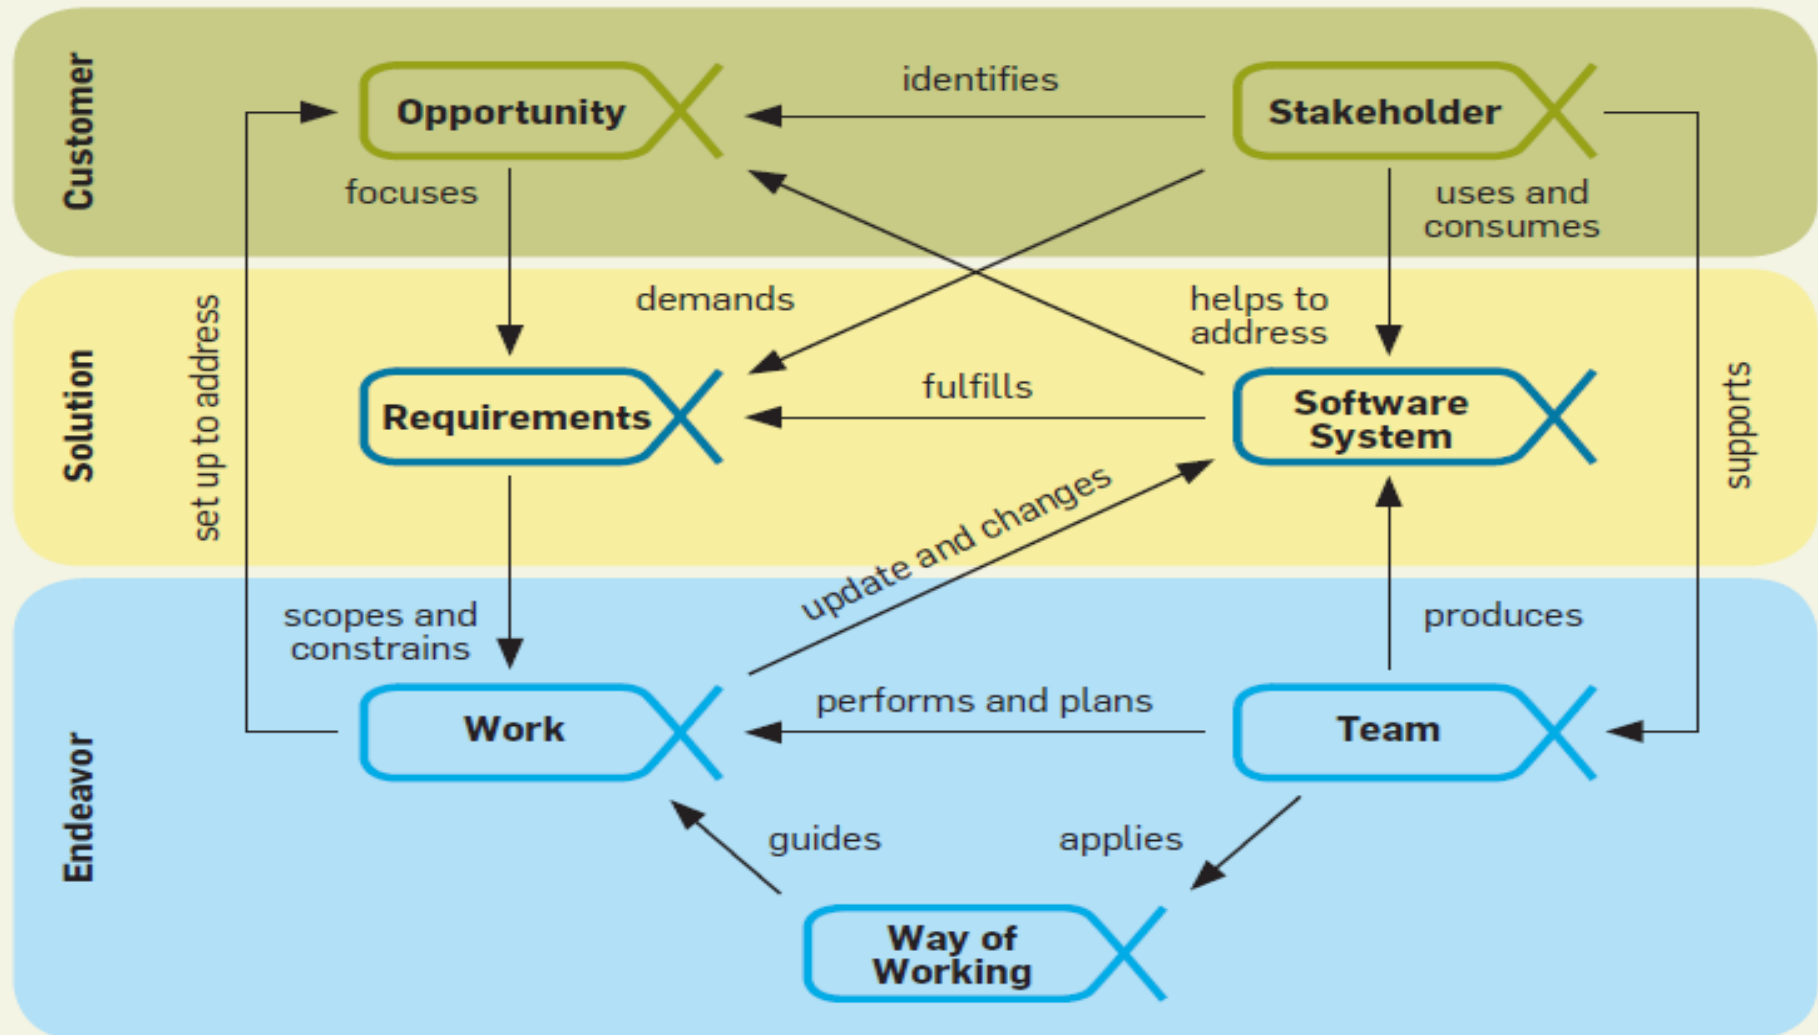 Customer
Opportunity
identifies
Stakeholder
focuses
uses and
consumes
Solution
set up to address
demands
helps to
address
Requirements
fulfills
Software
System
supports
update and changes
Endeavor
scopes and
constrains
produces
Work
performs and plans
Team
guides
applies
Way of
Working